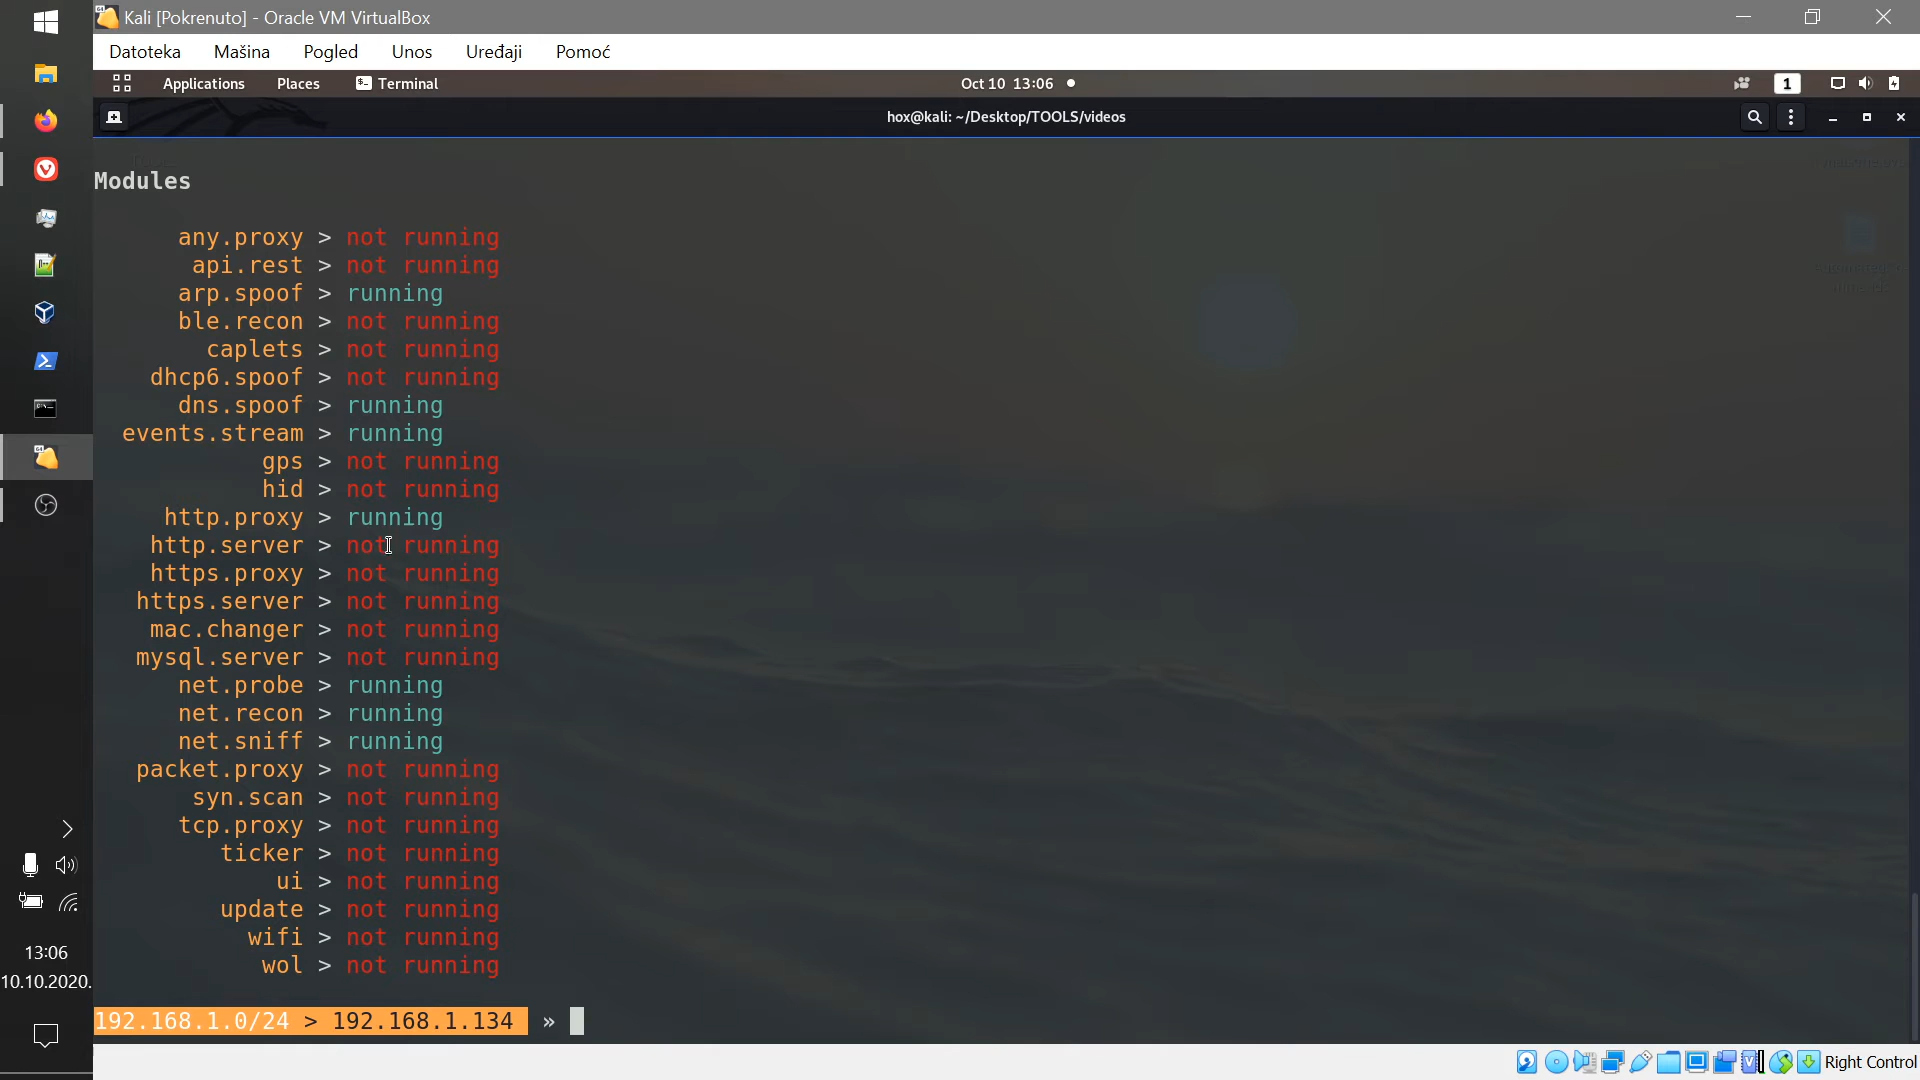 Kali [Pokrenuto] - Oracle VM VirtualBox
Datoteka Mašina Pogled Unos Uređaji Pomoć
Applications Places Terminal Oct 10 13:06 1
hox@kali: ~/Desktop/TOOLS/videos
Modules
any.proxy > not running
api.rest > not running
arp.spoof > running
ble.recon > not running
caplets > not running
dhcp6.spoof > not running
dns.spoof > running
events.stream > running
gps > not running
hid > not running
http.proxy > running
http.server > not running
https.proxy > not running
https.server > not running
mac.changer > not running
mysql.server > not running
net.probe > running
net.recon > running
net.sniff > running
packet.proxy > not running
syn.scan > not running
tcp.proxy > not running
ticker > not running
ui > not running
update > not running
wifi > not running
wol > not running
192.168.1.0/24 > 192.168.1.134 »
13:06
10.10.2020.
Right Control